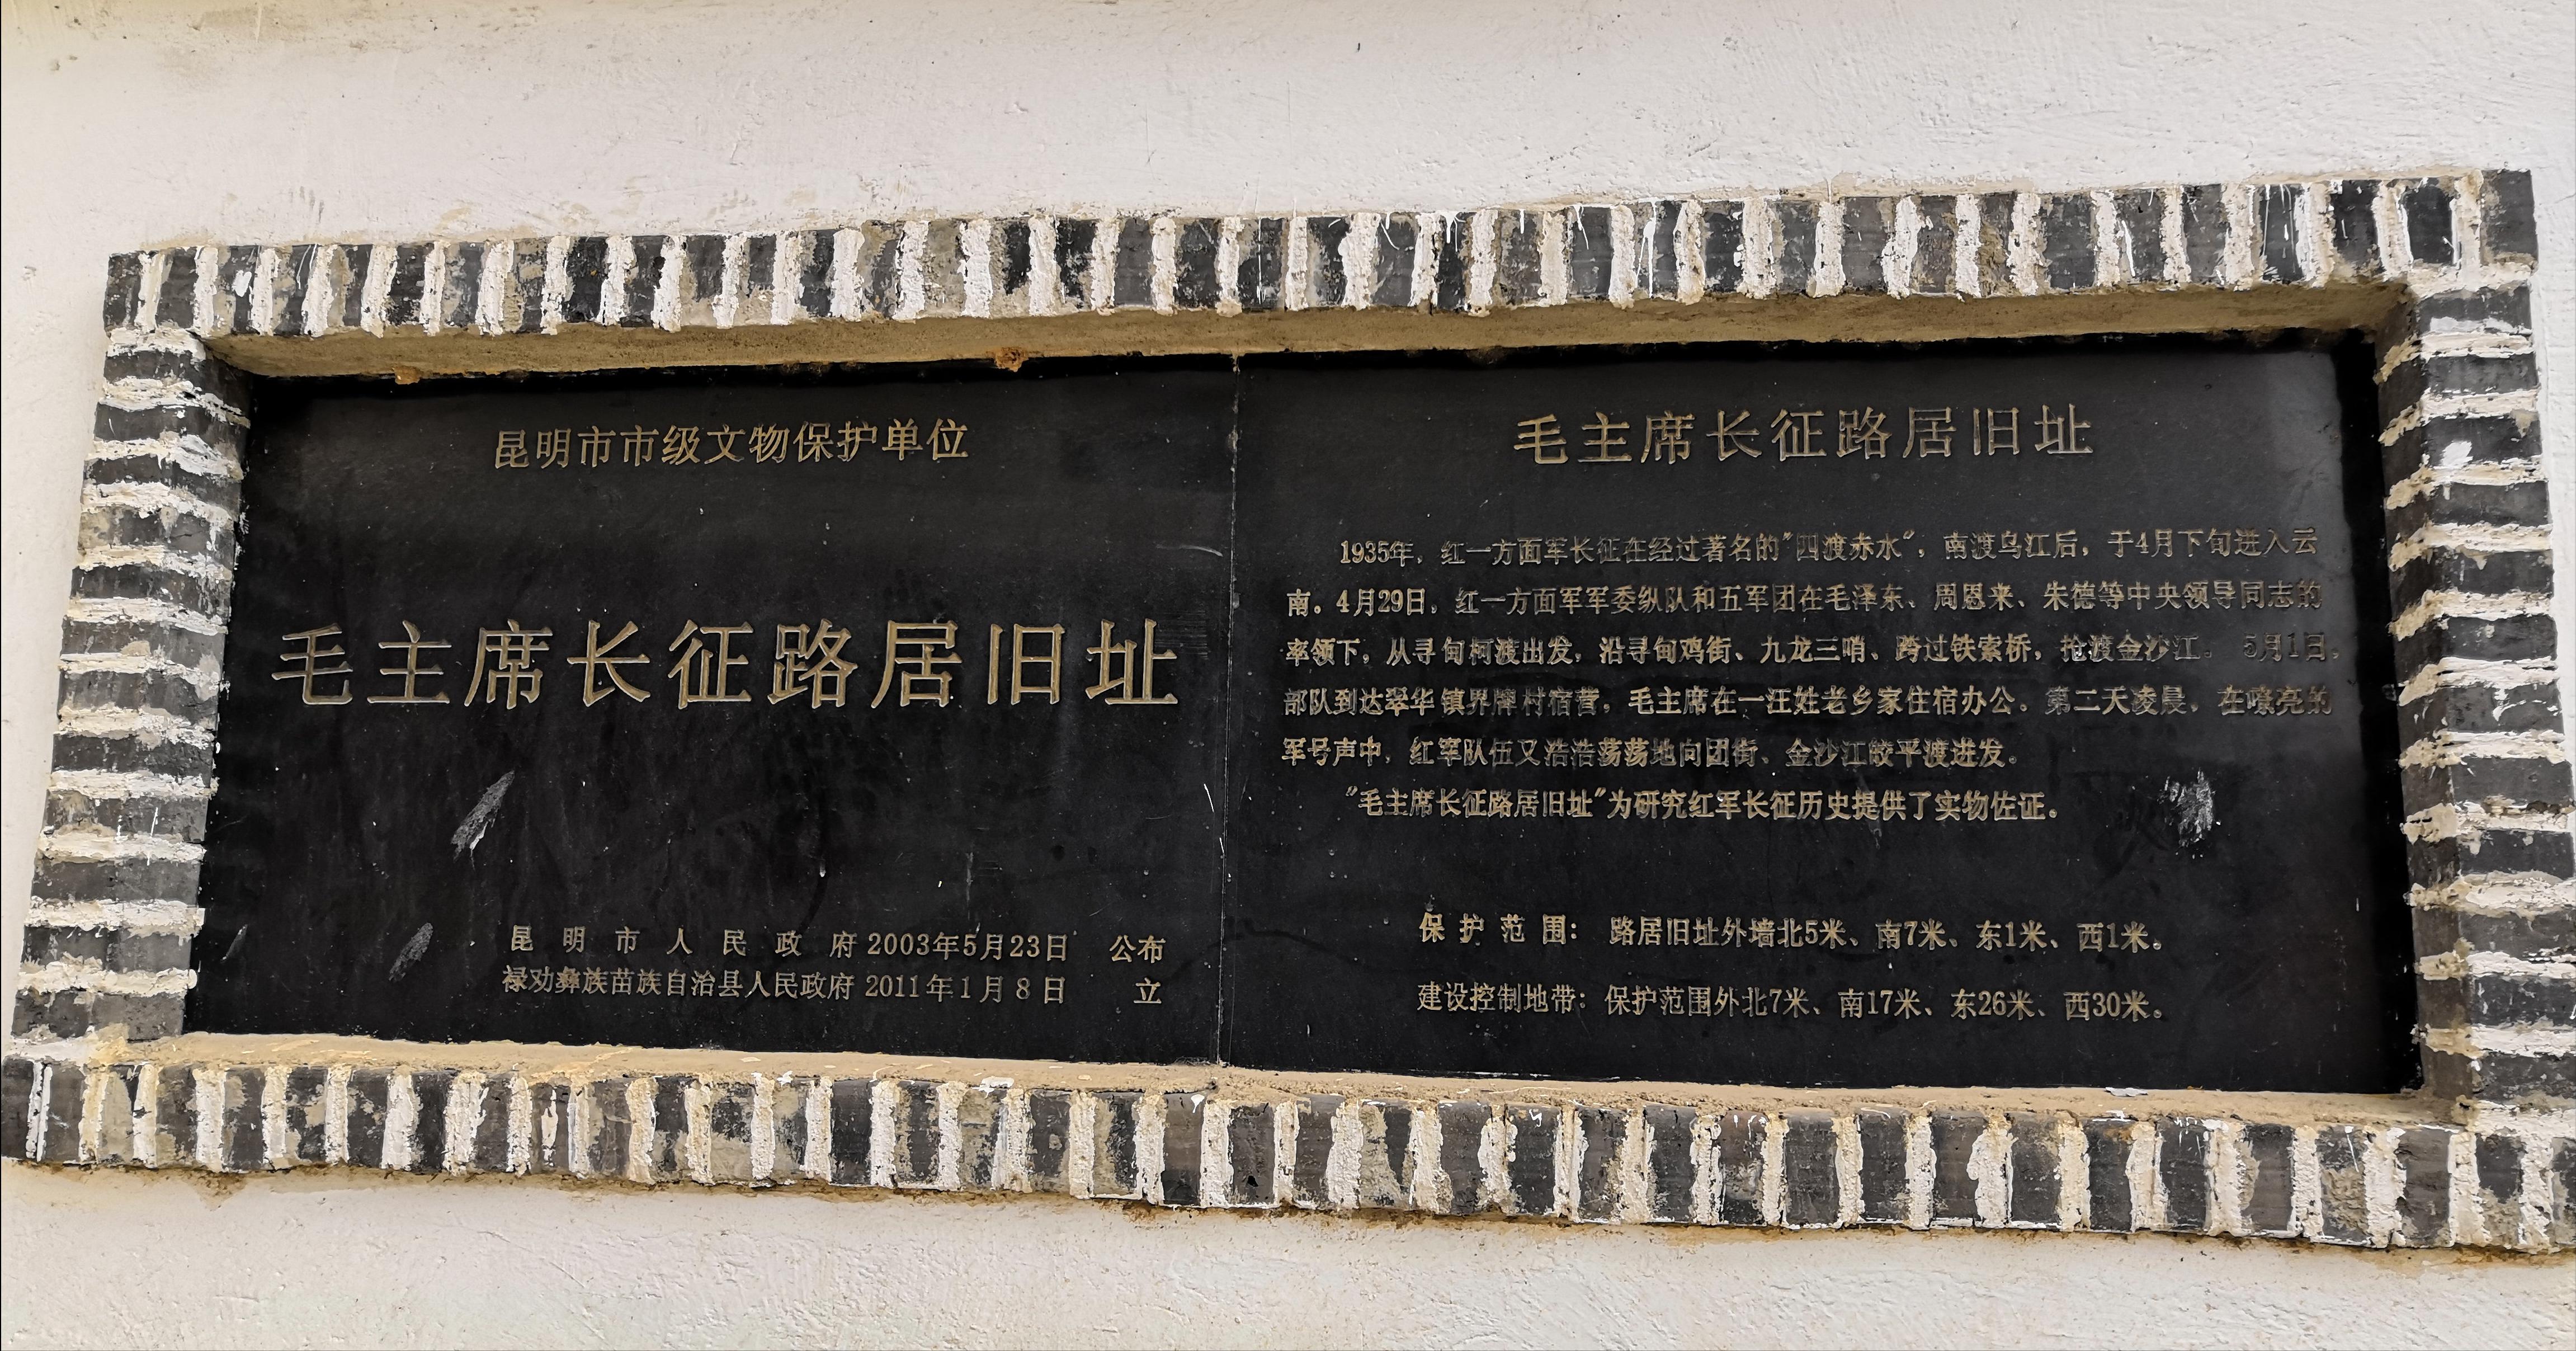 昆明市市级文物保护单位
毛主席长征路居旧址
昆明市人民政府 2003年5月23日 公布
禄劝彝族苗族自治县人民政府 2011年1月8日 立
毛主席长征路居旧址
1935年，红一方面军长征在经过著名的"四渡赤水"，南渡乌江后，于4月下旬进入云
南。4月29日，红一方面军军委纵队和五军团在毛泽东、周恩来、朱德等中央领导同志的
率领下，从寻甸柯渡出发，沿寻甸鸡街、九龙三哨、跨过铁索桥，抢渡金沙江。5月1日，
部队到达翠华镇界牌村宿营，毛主席在一汪姓老乡家住宿办公。第二天凌晨，在嘹亮的
军号声中，红军队伍又浩浩荡荡地向团街、金沙江皎平渡进发。
"毛主席长征路居旧址"为研究红军长征历史提供了实物佐证。
保护范围：路居旧址外墙北5米、南7米、东1米、西1米。
建设控制地带：保护范围外北7米、南17米、东26米、西30米。